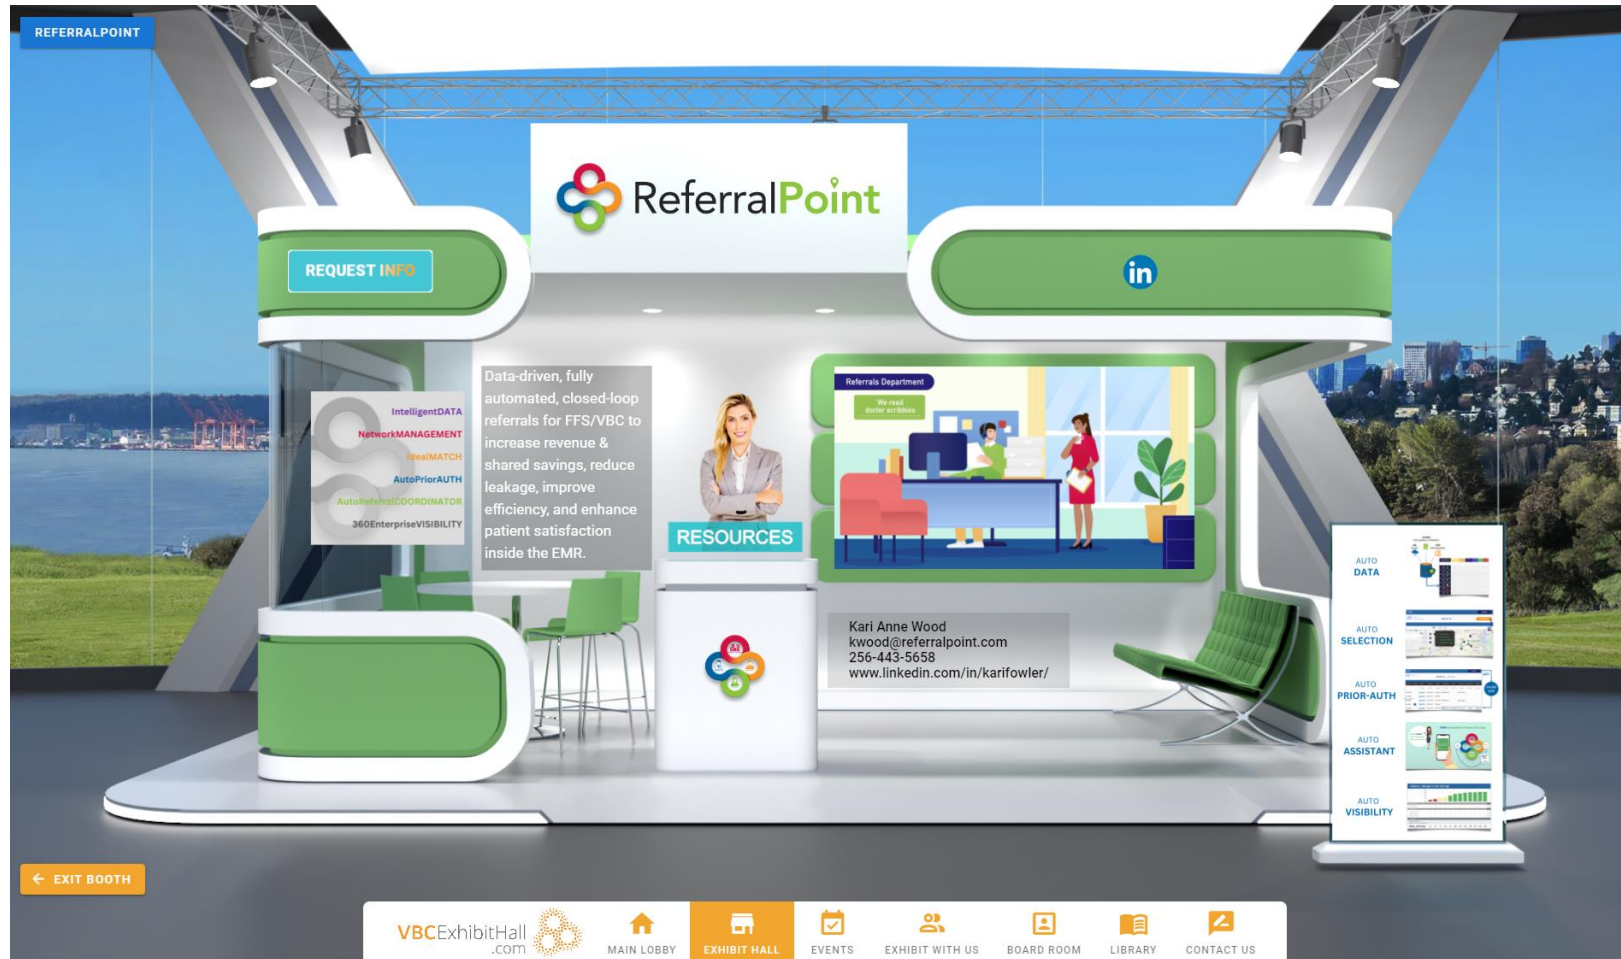 REFERRALPOINT
ReferralPoint
REQUEST INFO
in
IntelligentDATA
NetworkMANAGEMENT
IdealMATCH
AutoPriorAUTH
AutoReferralCOORDINATOR
360EnterpriseVISIBILITY
Data-driven, fully
automated, closed-loop
referrals for FFS/VBC to
increase revenue &
shared savings, reduce
leakage, improve
efficiency, and enhance
patient satisfaction
inside the EMR.
RESOURCES
Referrals Department
We read
doctor scribbles
Kari Anne Wood
kwood@referralpoint.com
256-443-5658
www.linkedin.com/in/karifowler/
AUTO
DATA
AUTO
SELECTION
AUTO
PRIOR-AUTH
AUTO
ASSISTANT
AUTO
VISIBILITY
← EXIT BOOTH
VBCExhibitHall
.com
MAIN LOBBY
EXHIBIT HALL
EVENTS
EXHIBIT WITH US
BOARD ROOM
LIBRARY
CONTACT US